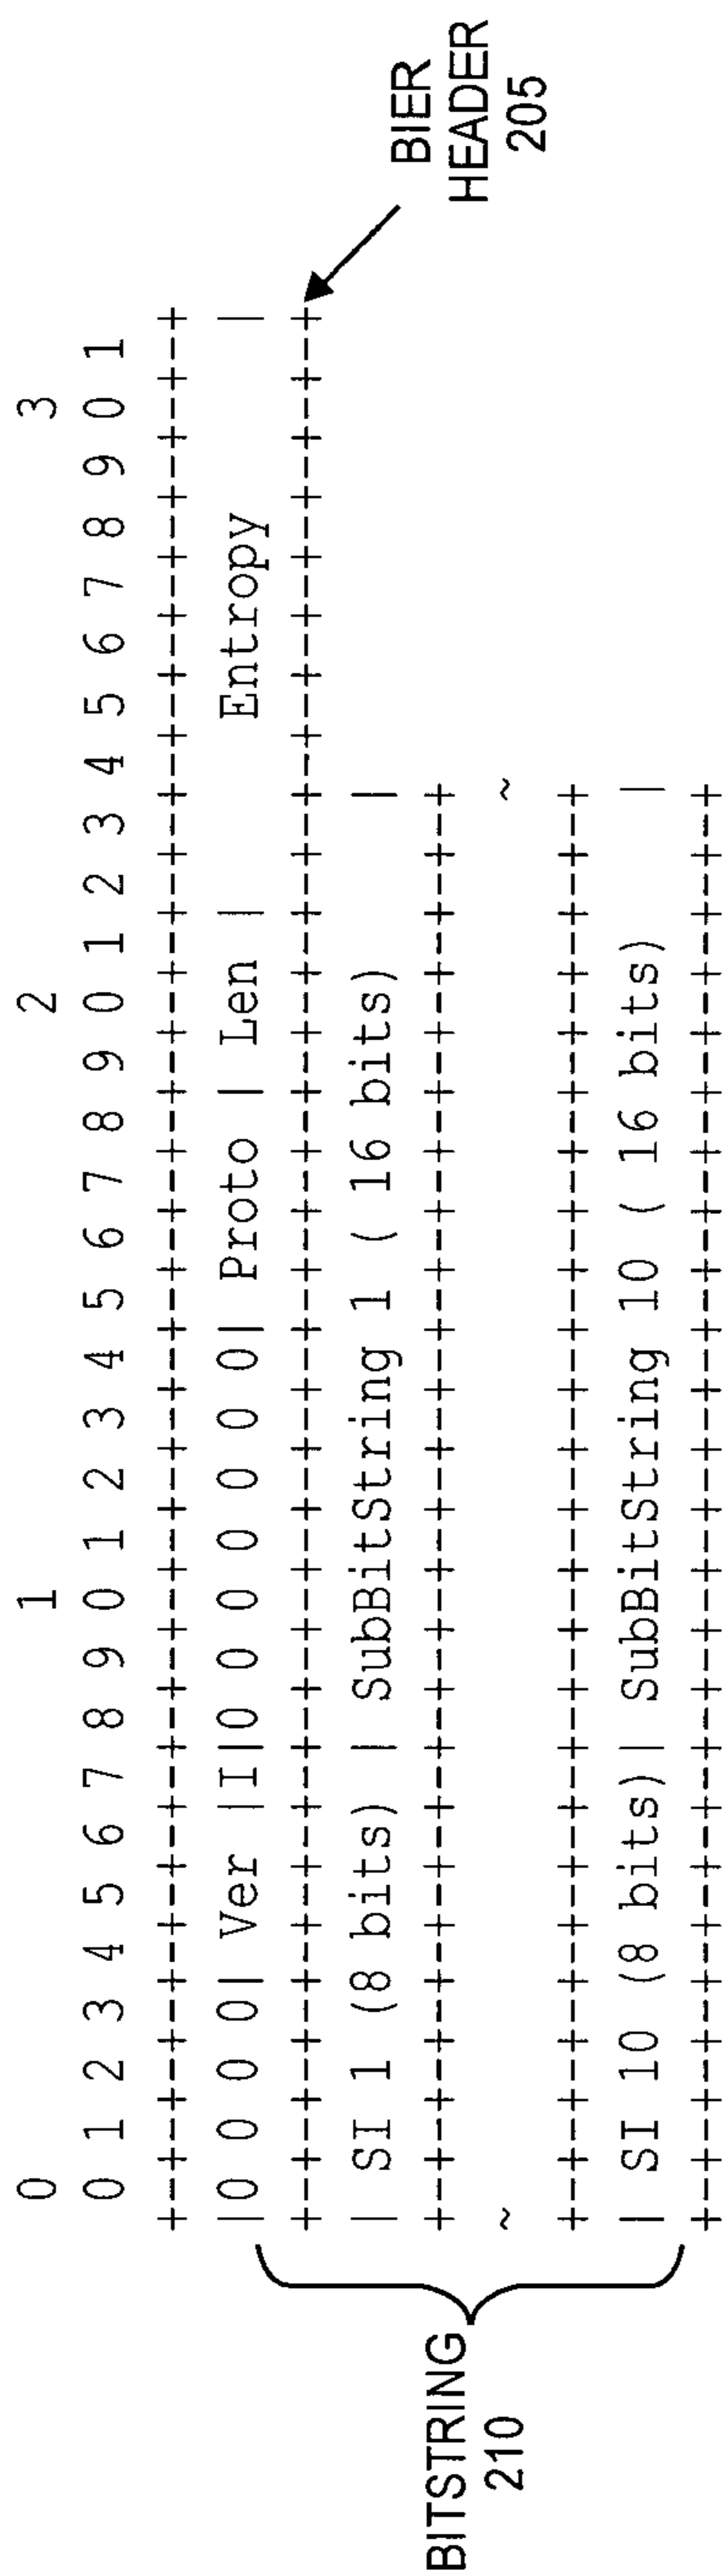 0 1 2 3
0 1 2 3 4 5 6 7 8 9 0 1 2 3 4 5 6 7 8 9 0 1 2 3 4 5 6 7 8 9 0 1
+-+-+-+-+-+-+-+-+-+-+-+-+-+-+-+-+-+-+-+-+-+-+-+-+-+-+-+-+-+-+-+-+
|0 0 0 0| Ver |I|0 0 0 0 0 0 0| Proto | Len | Entropy |
+-+-+-+-+-+-+-+-+-+-+-+-+-+-+-+-+-+-+-+-+-+-+-+-+-+-+-+-+-+-+-+-+
| SI 1 (8 bits) | SubBitString 1 ( 16 bits) |
+-+-+-+-+-+-+-+-+-+-+-+-+-+-+-+-+-+-+-+-+-+-+-+-+
~ ~
+-+-+-+-+-+-+-+-+-+-+-+-+-+-+-+-+-+-+-+-+-+-+-+-+
| SI 10 (8 bits)| SubBitString 10 ( 16 bits) |
+-+-+-+-+-+-+-+-+-+-+-+-+-+-+-+-+-+-+-+-+-+-+-+-+
BITSTRING
210
BIER
HEADER
205